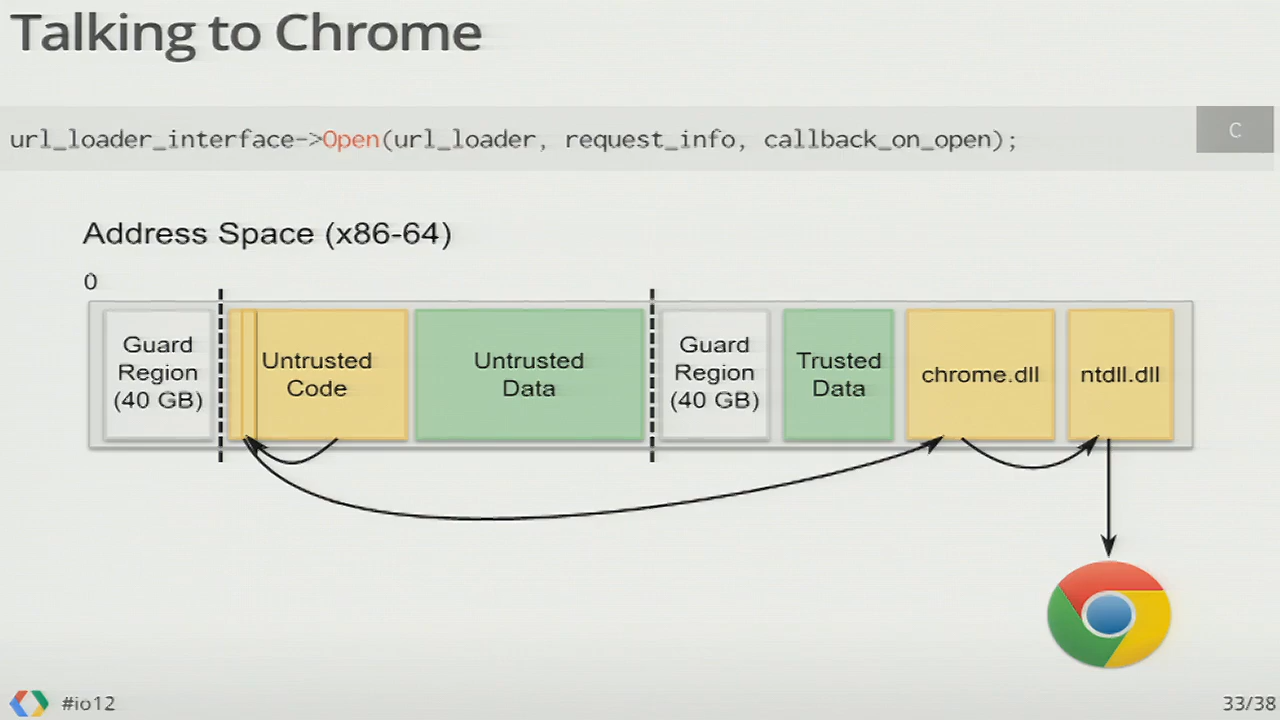 Talking to Chrome
url_loader_interface->Open(url_loader, request_info, callback_on_open);
C
Address Space (x86-64)
0
Guard
Region
(40 GB)
Untrusted
Code
Untrusted
Data
Guard
Region
(40 GB)
Trusted
Data
chrome.dll
ntdll.dll
#io12
33/38